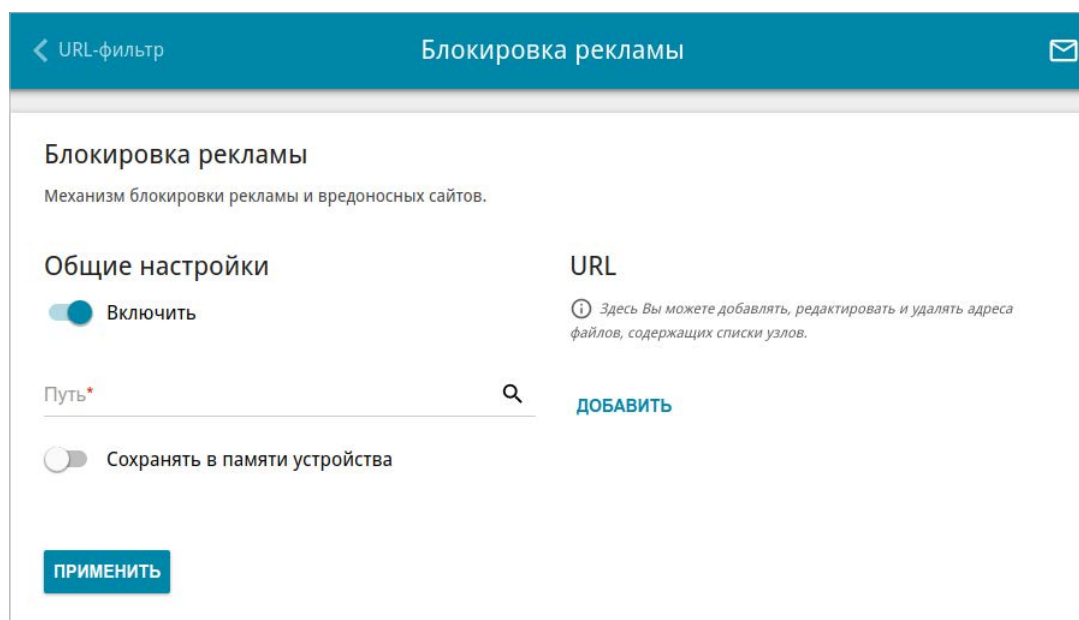 URL-фильтр
Блокировка рекламы
Блокировка рекламы
Механизм блокировки рекламы и вредоносных сайтов.
Общие настройки
Включить
Путь*
Сохранять в памяти устройства
ПРИМЕНИТЬ
URL
Здесь Вы можете добавлять, редактировать и удалять адреса
файлов, содержащих списки узлов.
ДОБАВИТЬ